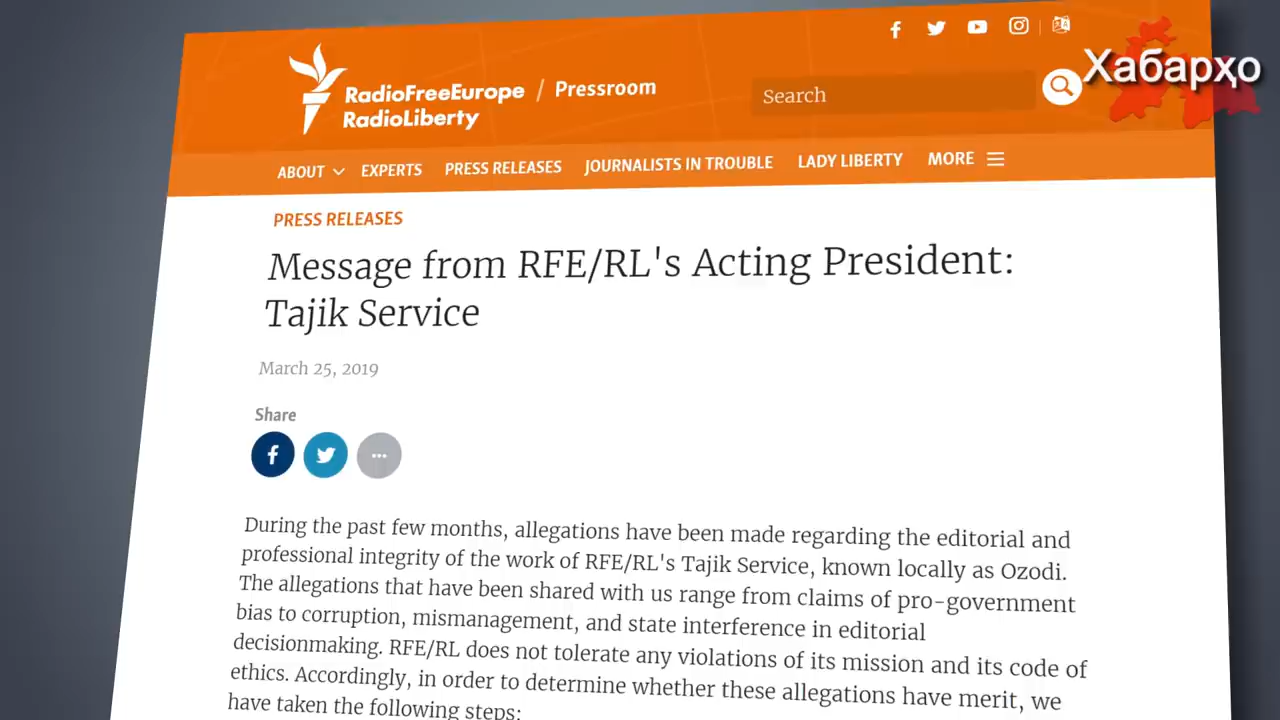 Хабарҳо
RadioFreeEurope
RadioLiberty
/ Pressroom
Search
ABOUT EXPERTS PRESS RELEASES JOURNALISTS IN TROUBLE LADY LIBERTY MORE
PRESS RELEASES
Message from RFE/RL's Acting President:
Tajik Service
March 25, 2019
Share
During the past few months, allegations have been made regarding the editorial and
professional integrity of the work of RFE/RL's Tajik Service, known locally as Ozodi.
The allegations that have been shared with us range from claims of pro-government
bias to corruption, mismanagement, and state interference in editorial
decisionmaking. RFE/RL does not tolerate any violations of its mission and its code of
ethics. Accordingly, in order to determine whether these allegations have merit, we
have taken the following steps: